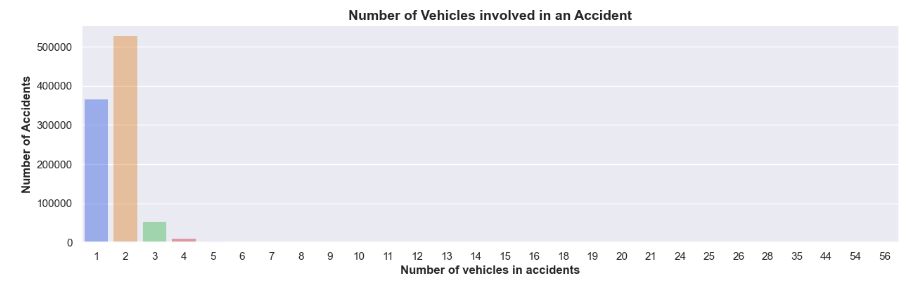 Number of Vehicles involved in an Accident
500000
400000
300000
200000
100000
0
Number of Accidents
1 2 3 4 5 6 7 8 9 10 11 12 13 14 15 16 18 19 20 21 24 25 26 28 35 44 54 56
Number of vehicles in accidents